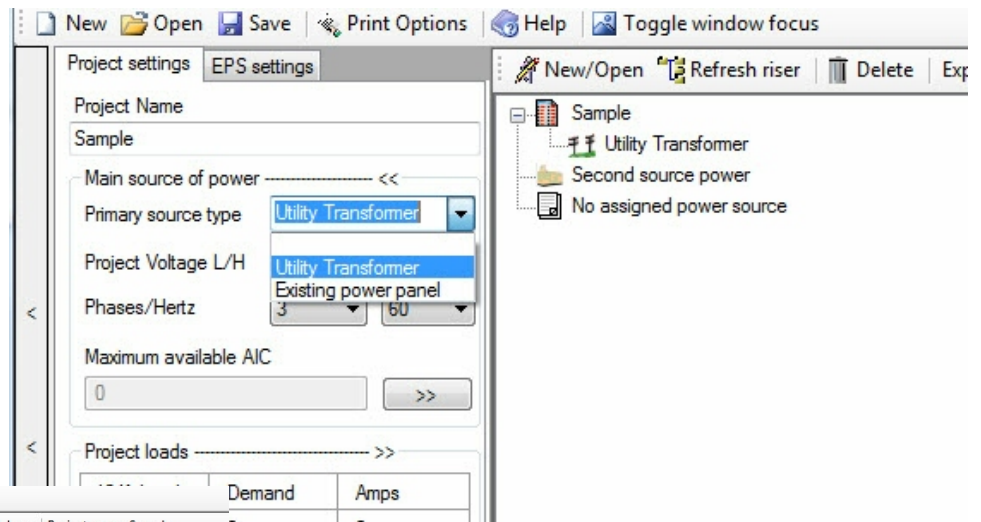 New Open Save Print Options Help Toggle window focus
Project settings EPS settings
Project Name
Sample
Main source of power ---------------------- <<
Primary source type Utility Transformer
Utility Transformer
Existing power panel
Project Voltage L/H
Phases/Hertz 3 60
Maximum available AIC
0 >>
Project loads ------------------------------------ >>
Demand Amps
<
<
New/Open Refresh riser Delete Exp
Sample
Utility Transformer
Second source power
No assigned power source